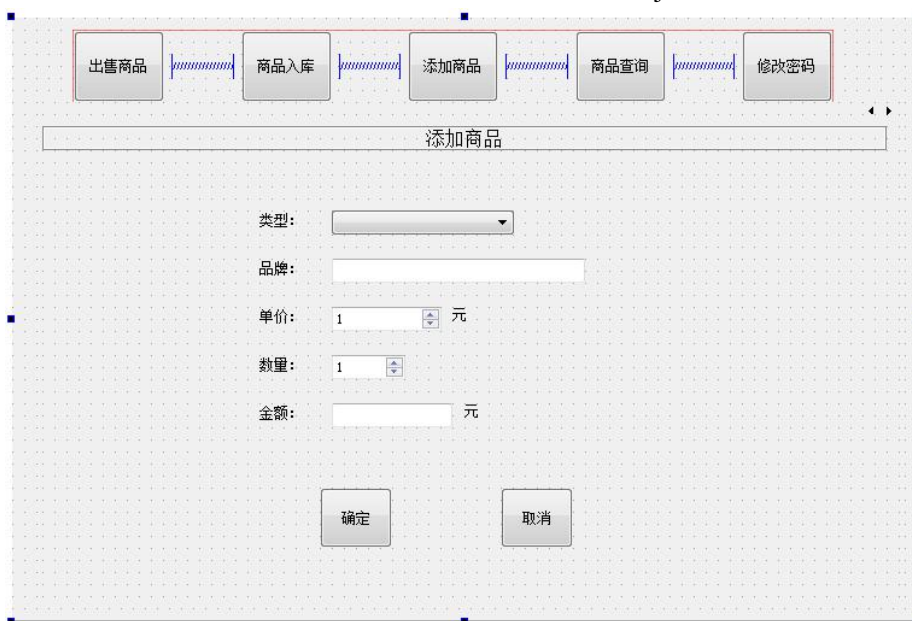 出售商品 商品入库 添加商品 商品查询 修改密码
添加商品
类型:
品牌:
单价: 1 元
数量: 1
金额: 元
确定 取消